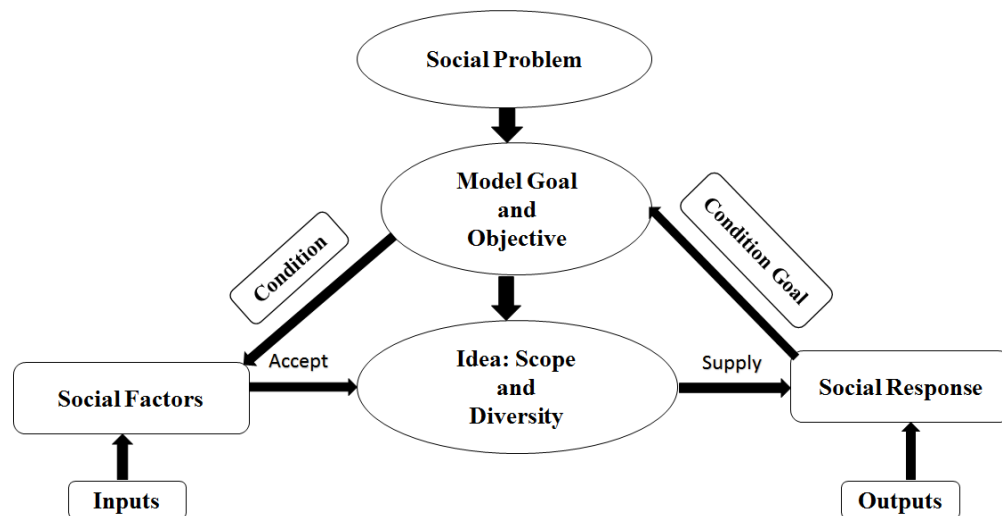 Social Problem
Model Goal
and
Objective
Condition
Condition Goal
Accept
Idea: Scope
and
Diversity
Supply
Social Factors
Social Response
Inputs
Outputs